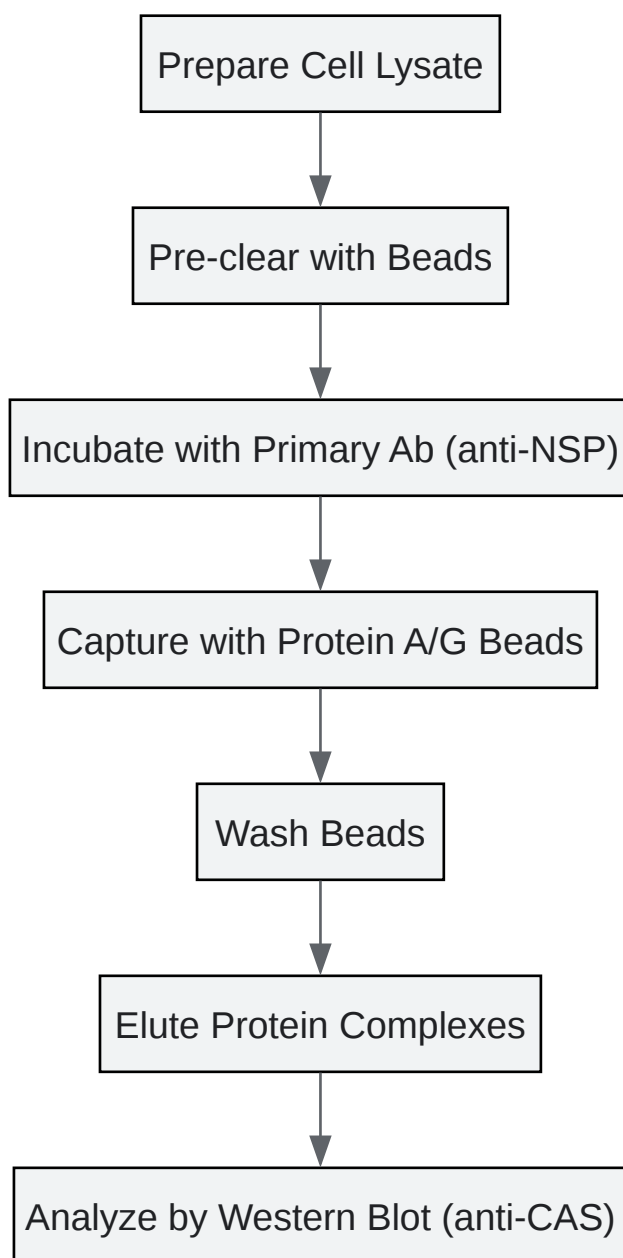 Prepare Cell Lysate
Pre-clear with Beads
Incubate with Primary Ab (anti-NSP)
Capture with Protein A/G Beads
Wash Beads
Elute Protein Complexes
Analyze by Western Blot (anti-CAS)